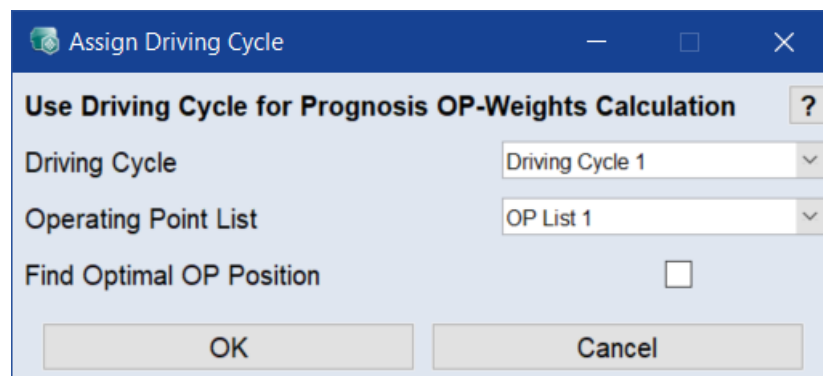 Assign Driving Cycle
Use Driving Cycle for Prognosis OP-Weights Calculation ?
Driving Cycle Driving Cycle 1
Operating Point List OP List 1
Find Optimal OP Position
OK Cancel